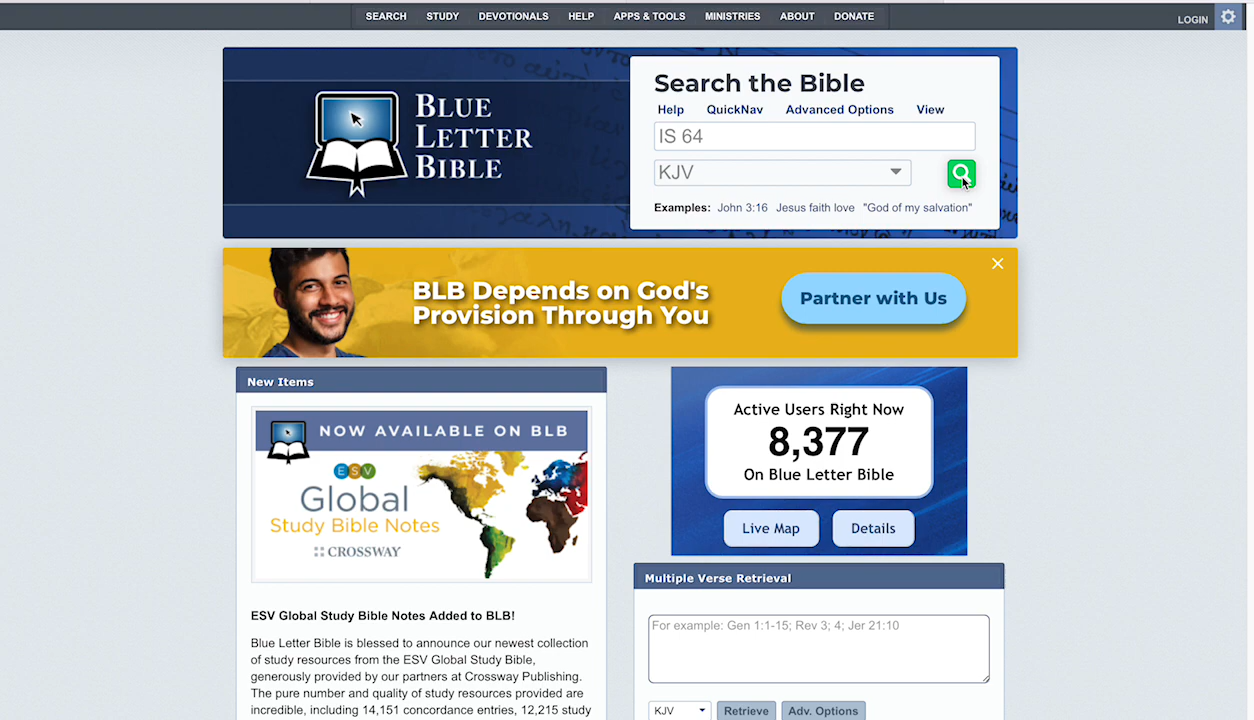 SEARCH STUDY DEVOTIONALS HELP APPS & TOOLS MINISTRIES ABOUT DONATE
LOGIN
BLUE
LETTER
BIBLE
Search the Bible
Help QuickNav Advanced Options View
IS 64
KJV
Examples: John 3:16 Jesus faith love "God of my salvation"
BLB Depends on God's
Provision Through You
Partner with Us
New Items
NOW AVAILABLE ON BLB
ESV
Global
Study Bible Notes
CROSSWAY
ESV Global Study Bible Notes Added to BLB!
Blue Letter Bible is blessed to announce our newest collection
of study resources from the ESV Global Study Bible,
generously provided by our partners at Crossway Publishing.
The pure number and quality of study resources provided are
incredible, including 14,151 concordance entries, 12,215 study
Active Users Right Now
8,377
On Blue Letter Bible
Live Map Details
Multiple Verse Retrieval
For example: Gen 1:1-15; Rev 3; 4; Jer 21:10
KJV Retrieve Adv. Options